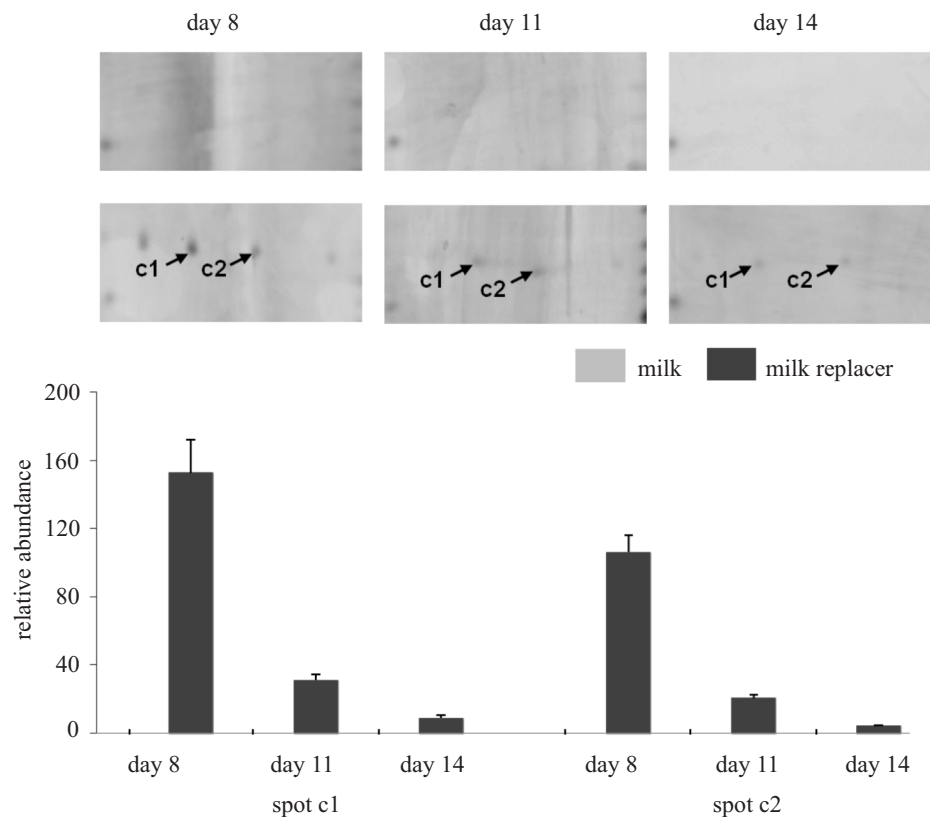 day 8 day 11 day 14
c1 c2 c1 c2 c1 c2
milk milk replacer
200
160
120
80
40
0
relative abundance
day 8 day 11 day 14 day 8 day 11 day 14
spot c1 spot c2